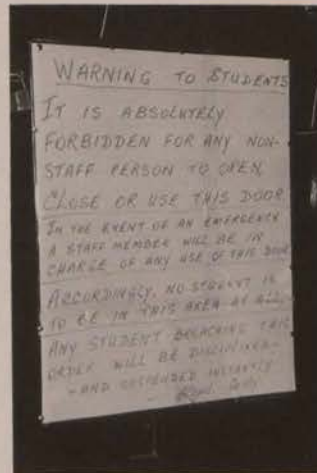 WARNING TO STUDENTS
IT IS ABSOLUTELY
FORBIDDEN FOR ANY NON-
STAFF PERSON TO OPEN,
CLOSE OR USE THIS DOOR
IN THE EVENT OF AN EMERGENCY
A STAFF MEMBER WILL BE IN
CHARGE OF ANY USE OF THIS DOOR
ACCORDINGLY, NO STUDENT IS
TO BE IN THIS AREA AT ALL.
ANY STUDENT BREACHING THIS
ORDER WILL BE DISCIPLINED-
-AND SUSPENDED INSTANTLY